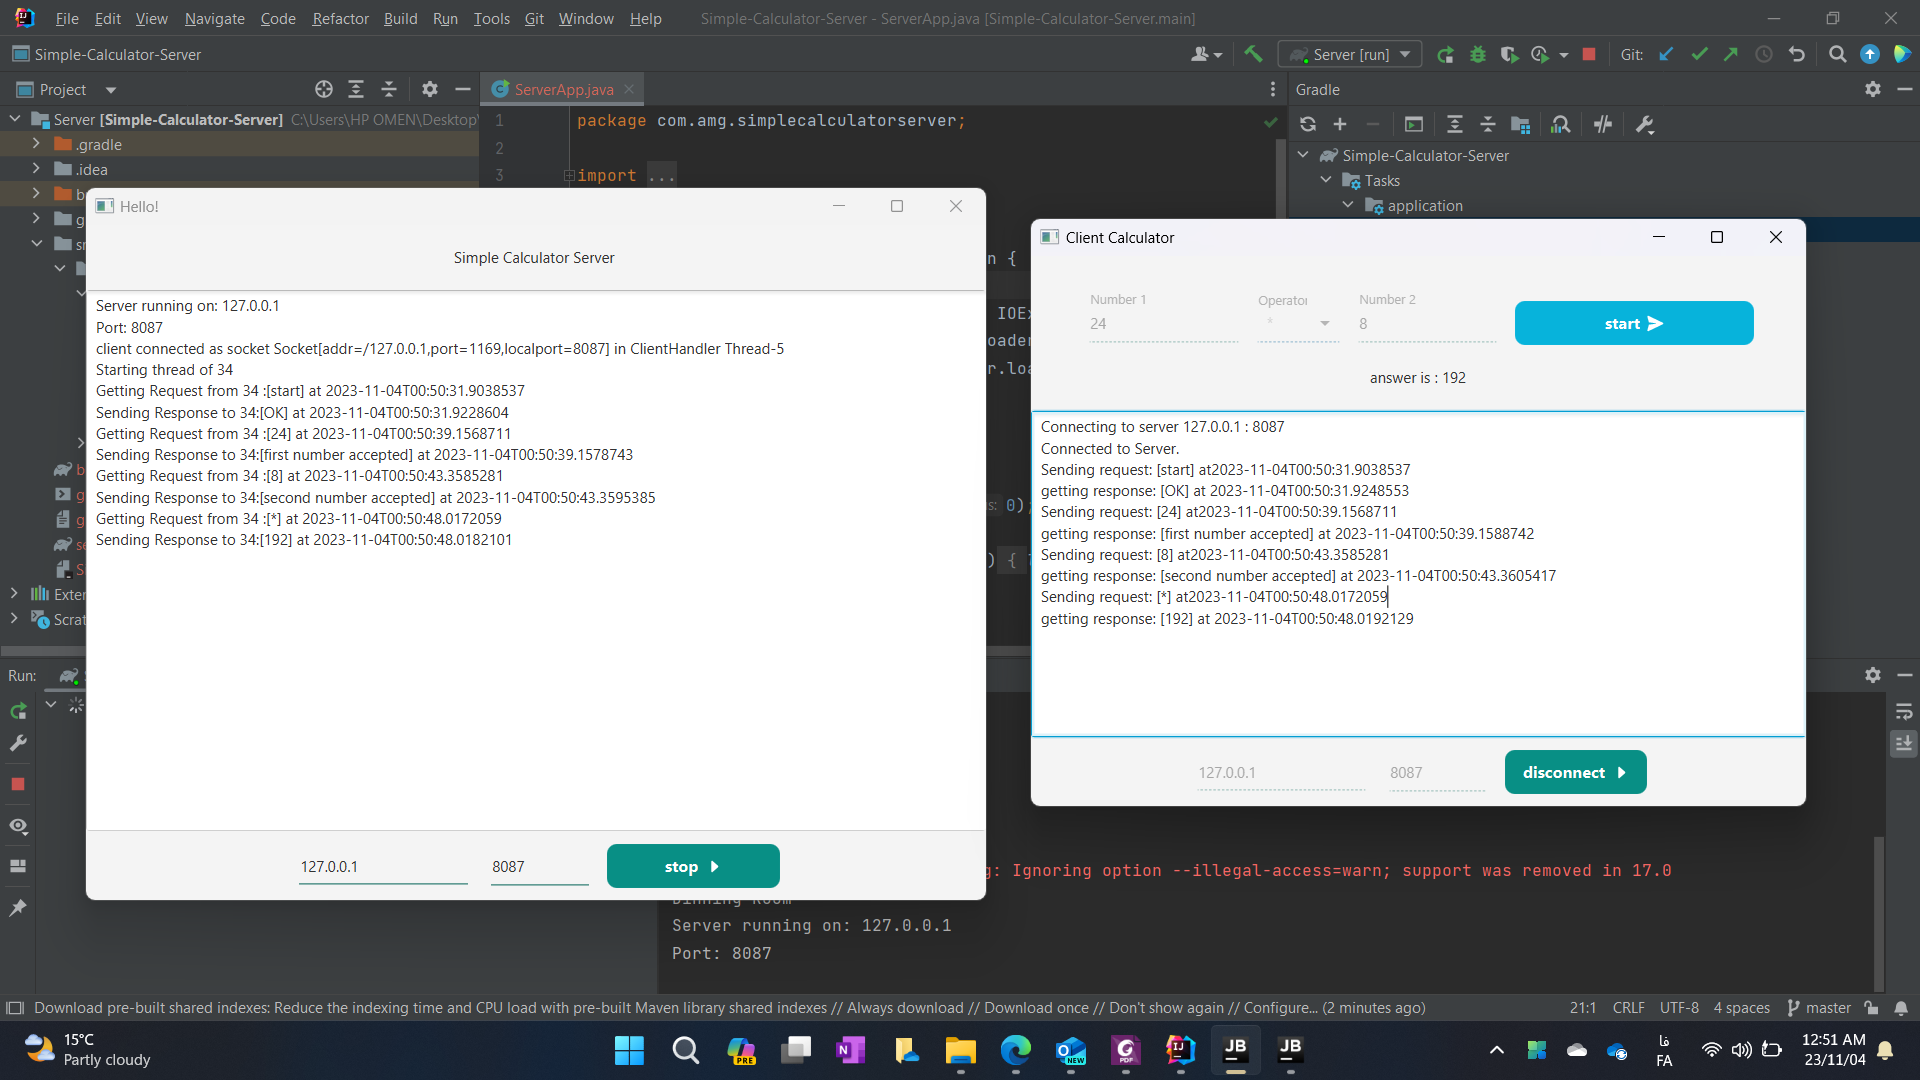 File Edit View Navigate Code Refactor Build Run Tools Git Window Help Simple-Calculator-Server - ServerApp.java [Simple-Calculator-Server.main]
Simple-Calculator-Server Server [run] Git:
Project ServerApp.java Gradle
Server [Simple-Calculator-Server] C:\Users\HP OMEN\Desktop\
.gradle
.idea
1 package com.amg.simplecalculatorserver;
2
3 import ...
Simple-Calculator-Server
Tasks
application
Hello!
Simple Calculator Server
Server running on: 127.0.0.1
Port: 8087
client connected as socket Socket[addr=/127.0.0.1,port=1169,localport=8087] in ClientHandler Thread-5
Starting thread of 34
Getting Request from 34 :[start] at 2023-11-04T00:50:31.9038537
Sending Response to 34:[OK] at 2023-11-04T00:50:31.9228604
Getting Request from 34 :[24] at 2023-11-04T00:50:39.1568711
Sending Response to 34:[first number accepted] at 2023-11-04T00:50:39.1578743
Getting Request from 34 :[8] at 2023-11-04T00:50:43.3585281
Sending Response to 34:[second number accepted] at 2023-11-04T00:50:43.3595385
Getting Request from 34 :[*] at 2023-11-04T00:50:48.0172059
Sending Response to 34:[192] at 2023-11-04T00:50:48.0182101
127.0.0.1 8087 stop
n {
IOEx
oader
r.loa
0);
) {
Client Calculator
Number 1 Operator Number 2
24 * 8 start
answer is : 192
Connecting to server 127.0.0.1 : 8087
Connected to Server.
Sending request: [start] at2023-11-04T00:50:31.9038537
getting response: [OK] at 2023-11-04T00:50:31.9248553
Sending request: [24] at2023-11-04T00:50:39.1568711
getting response: [first number accepted] at 2023-11-04T00:50:39.1588742
Sending request: [8] at2023-11-04T00:50:43.3585281
getting response: [second number accepted] at 2023-11-04T00:50:43.3605417
Sending request: [*] at2023-11-04T00:50:48.0172059
getting response: [192] at 2023-11-04T00:50:48.0192129
127.0.0.1 8087 disconnect
Exter
Scrat
Run:
g: Ignoring option --illegal-access=warn; support was removed in 17.0
Server running on: 127.0.0.1
Port: 8087
Download pre-built shared indexes: Reduce the indexing time and CPU load with pre-built Maven library shared indexes // Always download // Download once // Don't show again // Configure... (2 minutes ago) 21:1 CRLF UTF-8 4 spaces master
15°C
Partly cloudy
فا
FA
12:51 AM
23/11/04